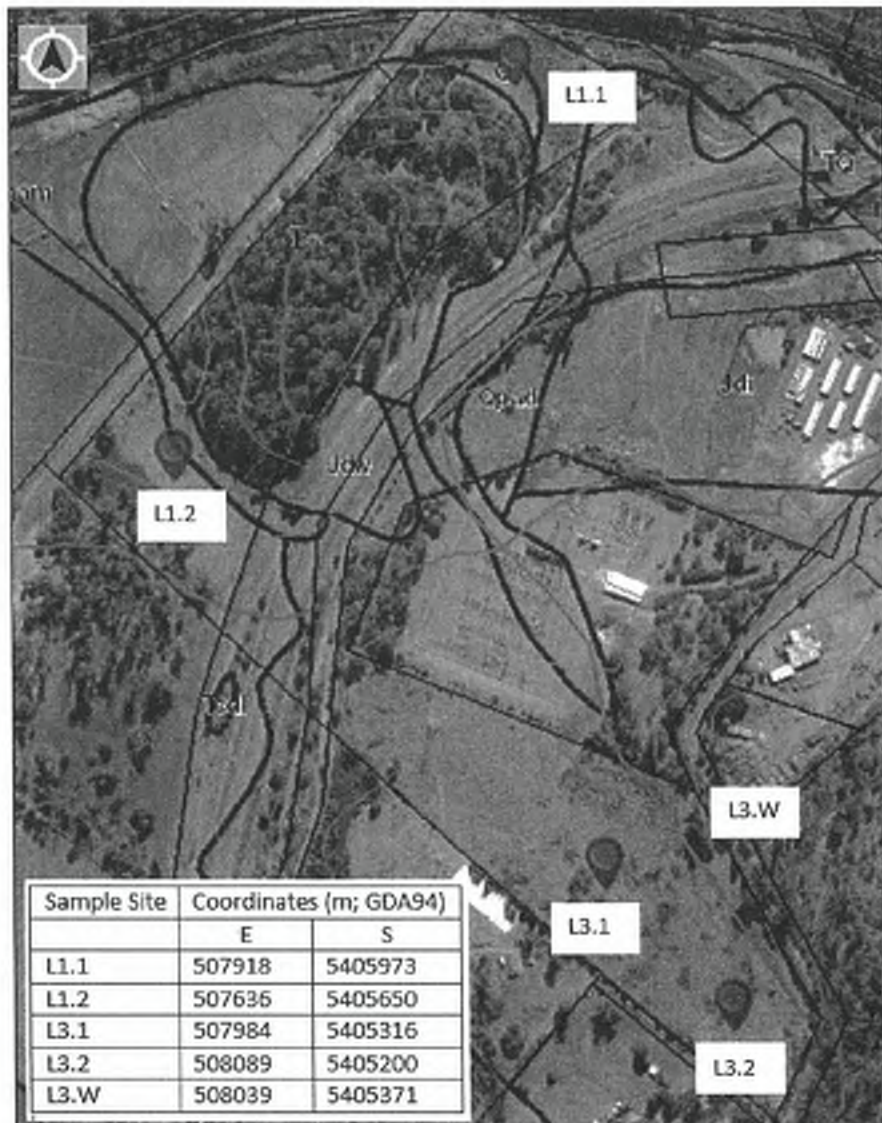 L1.1
Jdi
Jdw
L1.2
L3.W
L3.1
L3.2
Sample Site Coordinates (m; GDA94)
E S
L1.1 507918 5405973
L1.2 507636 5405650
L3.1 507984 5405316
L3.2 508089 5405200
L3.W 508039 5405371